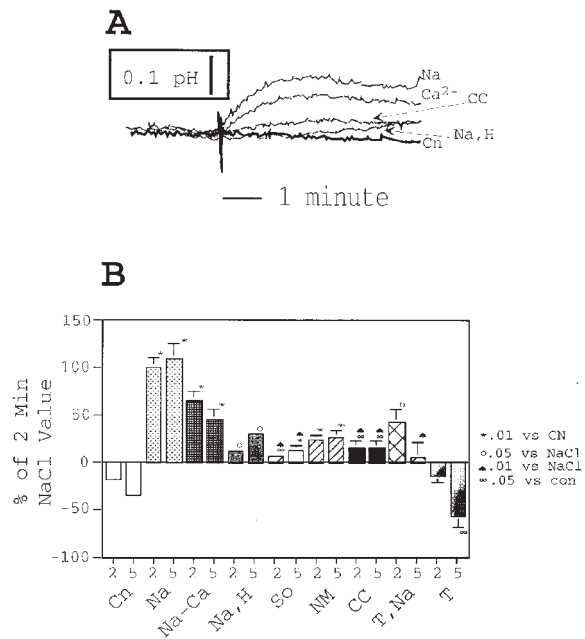 A
0.1 pH
Na
Ca2-
CC
Na,H
Cn
1 minute
B
% of 2 Min
NaCl Value
150
100
50
0
-50
-100
* * * * o o ♠ ∞ ♠ * * * ♠ ∞ ♠ ∞ o ♠ ∞
*.01 vs CN
o.05 vs NaCl
♠.01 vs NaCl
∞.05 vs con
2 5 2 5 2 5 2 5 2 5 2 5 2 5 2 5 2 5
Cn Na Na-Ca Na,H So NM CC T,Na T